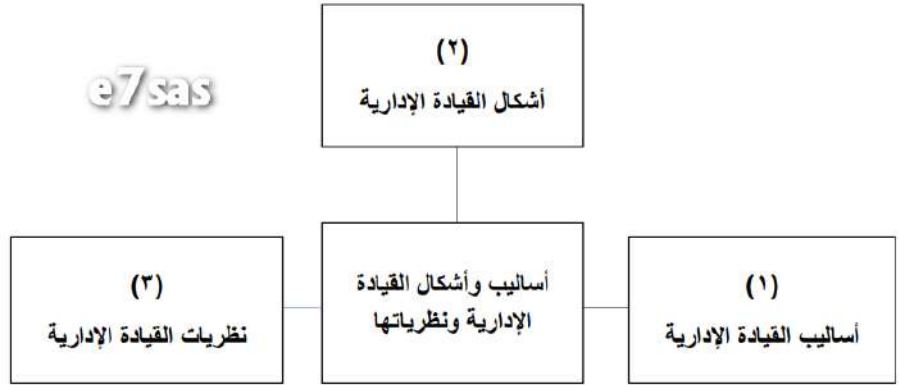 e7sas
(٢)
أشكال القيادة الإدارية
أساليب وأشكال القيادة
الإدارية ونظرياتها
(١)
أساليب القيادة الإدارية
(٣)
نظريات القيادة الإدارية